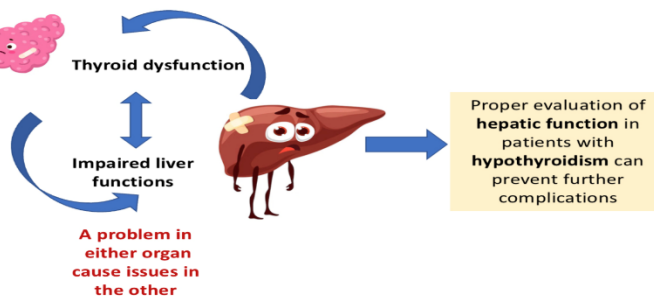 Thyroid dysfunction
Impaired liver
functions
A problem in
either organ
cause issues in
the other
Proper evaluation of
hepatic function in
patients with
hypothyroidism can
prevent further
complications